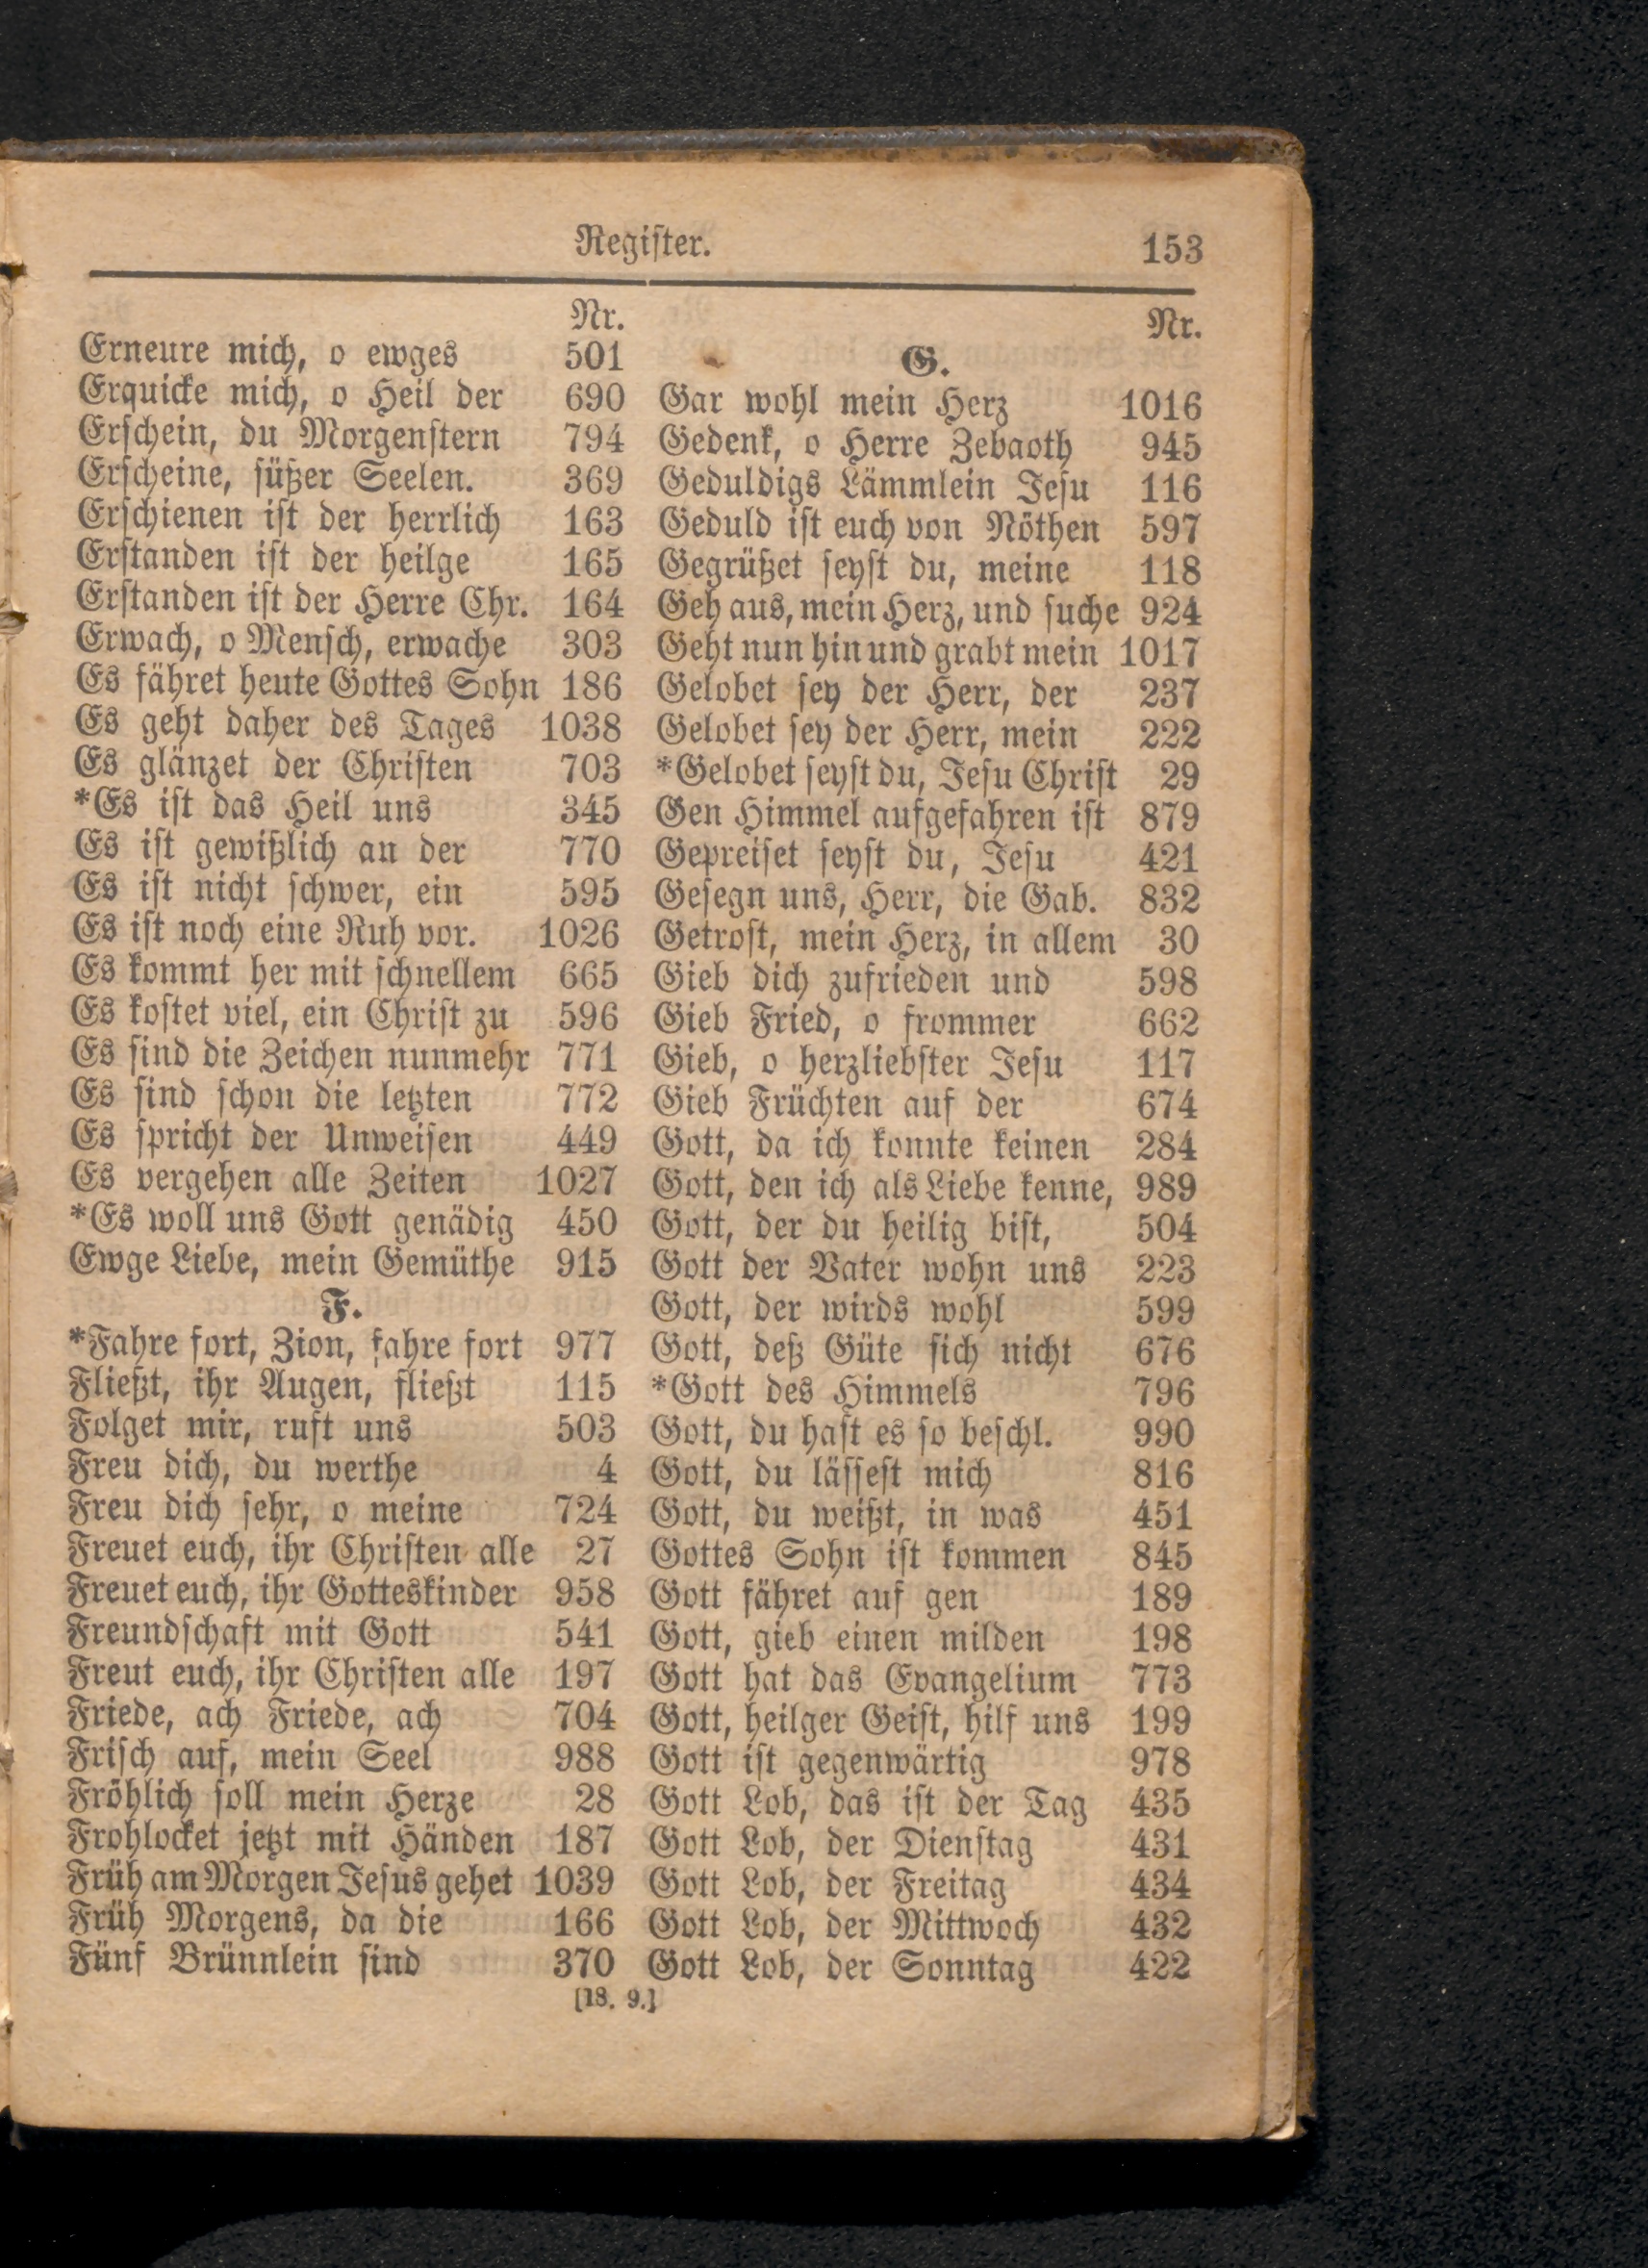 Register.
153
Nr.
Erneure mich, o ewges 501
Erquicke mich, o Heil der 690
Erschein, du Morgenstern 794
Erscheine, süßer Seelen. 369
Erschienen ist der herrlich 163
Erstanden ist der heilge 165
Erstanden ist der Herre Chr. 164
Erwach, o Mensch, erwache 303
Es fähret heute Gottes Sohn 186
Es geht daher des Tages 1038
Es glänzet der Christen 703
*Es ist das Heil uns 345
Es ist gewißlich an der 770
Es ist nicht schwer, ein 595
Es ist noch eine Ruh vor. 1026
Es kommt her mit schnellem 665
Es kostet viel, ein Christ zu 596
Es sind die Zeichen nunmehr 771
Es sind schon die letzten 772
Es spricht der Unweisen 449
Es vergehen alle Zeiten 1027
*Es woll uns Gott genädig 450
Ewge Liebe, mein Gemüthe 915
F.
*Fahre fort, Zion, fahre fort 977
Fließt, ihr Augen, fließt 115
Folget mir, ruft uns 503
Freu dich, du werthe 4
Freu dich sehr, o meine 724
Freuet euch, ihr Christen alle 27
Freuet euch, ihr Gotteskinder 958
Freundschaft mit Gott 541
Freut euch, ihr Christen alle 197
Friede, ach Friede, ach 704
Frisch auf, mein Seel 988
Fröhlich soll mein Herze 28
Frohlocket jetzt mit Händen 187
Früh am Morgen Jesus gehet 1039
Früh Morgens, da die 166
Fünf Brünnlein sind 370
Nr.
G.
Gar wohl mein Herz 1016
Gedenk, o Herre Zebaoth 945
Geduldigs Lämmlein Jesu 116
Geduld ist euch von Nöthen 597
Gegrüßet seyst du, meine 118
Geh aus, mein Herz, und suche 924
Geht nun hin und grabt mein 1017
Gelobet sey der Herr, der 237
Gelobet sey der Herr, mein 222
*Gelobet seyst du, Jesu Christ 29
Gen Himmel aufgefahren ist 879
Gepreiset seyst du, Jesu 421
Gesegn uns, Herr, die Gab. 832
Getrost, mein Herz, in allem 30
Gieb dich zufrieden und 598
Gieb Fried, o frommer 662
Gieb, o herzliebster Jesu 117
Gieb Früchten auf der 674
Gott, da ich konnte keinen 284
Gott, den ich als Liebe kenne, 989
Gott, der du heilig bist, 504
Gott der Vater wohn uns 223
Gott, der wirds wohl 599
Gott, deß Güte sich nicht 676
*Gott des Himmels 796
Gott, du hast es so beschl. 990
Gott, du lässest mich 816
Gott, du weißt, in was 451
Gottes Sohn ist kommen 845
Gott fähret auf gen 189
Gott, gieb einen milden 198
Gott hat das Evangelium 773
Gott, heilger Geist, hilf uns 199
Gott ist gegenwärtig 978
Gott Lob, das ist der Tag 435
Gott Lob, der Dienstag 431
Gott Lob, der Freitag 434
Gott Lob, der Mittwoch 432
Gott Lob, der Sonntag 422
[18. 9.]